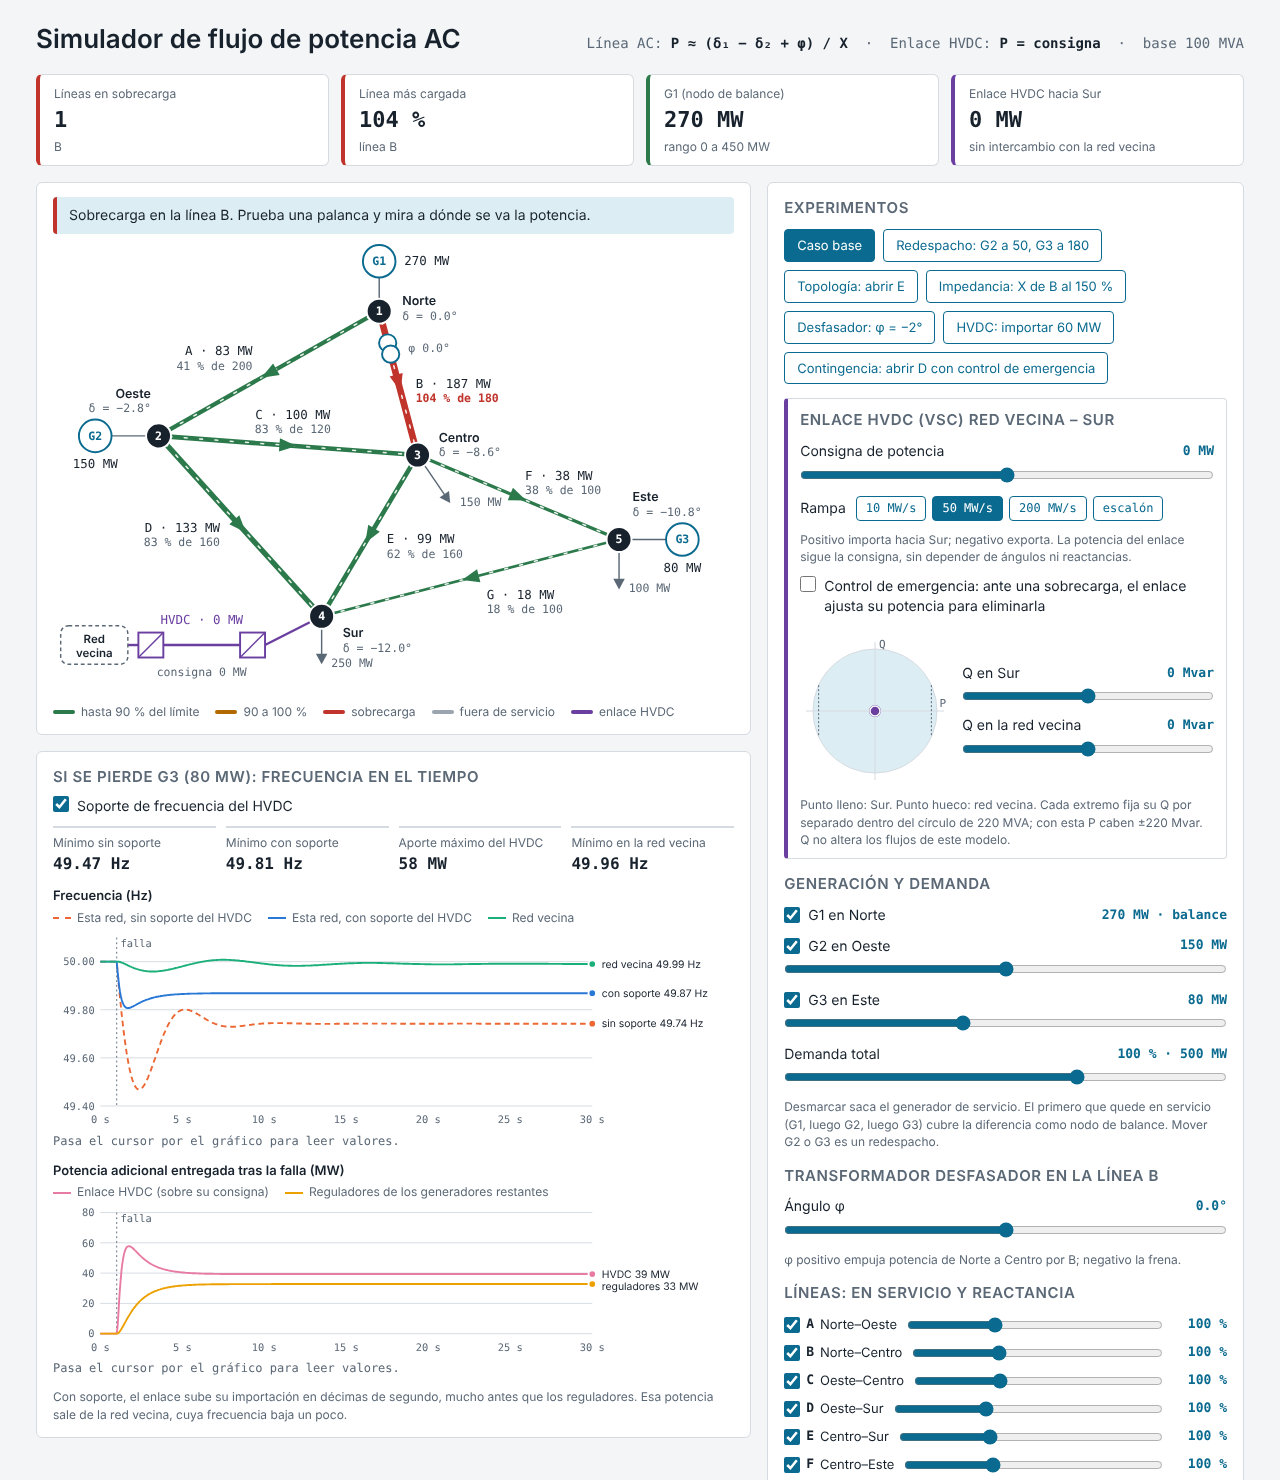 Simulador de flujo de potencia AC
Línea AC: P ≈ (δ₁ − δ₂ + φ) / X · Enlace HVDC: P = consigna · base 100 MVA
Líneas en sobrecarga
1
B
Línea más cargada
104 %
línea B
G1 (nodo de balance)
270 MW
rango 0 a 450 MW
Enlace HVDC hacia Sur
0 MW
sin intercambio con la red vecina
Sobrecarga en la línea B. Prueba una palanca y mira a dónde se va la potencia.
G1
270 MW
1
Norte
δ = 0.0°
φ 0.0°
A · 83 MW
41 % de 200
B · 187 MW
104 % de 180
Oeste
δ = −2.8°
G2
2
150 MW
C · 100 MW
83 % de 120
3
Centro
δ = −8.6°
150 MW
F · 38 MW
38 % de 100
Este
δ = −10.8°
5
G3
80 MW
100 MW
D · 133 MW
83 % de 160
E · 99 MW
62 % de 160
G · 18 MW
18 % de 100
4
Sur
δ = −12.0°
250 MW
HVDC · 0 MW
Red
vecina
consigna 0 MW
hasta 90 % del límite
90 a 100 %
sobrecarga
fuera de servicio
enlace HVDC
SI SE PIERDE G3 (80 MW): FRECUENCIA EN EL TIEMPO
Soporte de frecuencia del HVDC
Mínimo sin soporte
49.47 Hz
Mínimo con soporte
49.81 Hz
Aporte máximo del HVDC
58 MW
Mínimo en la red vecina
49.96 Hz
Frecuencia (Hz)
Esta red, sin soporte del HVDC
Esta red, con soporte del HVDC
Red vecina
falla
50.00
49.80
49.60
49.40
red vecina 49.99 Hz
con soporte 49.87 Hz
sin soporte 49.74 Hz
0 s 5 s 10 s 15 s 20 s 25 s 30 s
Pasa el cursor por el gráfico para leer valores.
Potencia adicional entregada tras la falla (MW)
Enlace HVDC (sobre su consigna)
Reguladores de los generadores restantes
falla
80
60
40
20
0
HVDC 39 MW
reguladores 33 MW
0 s 5 s 10 s 15 s 20 s 25 s 30 s
Pasa el cursor por el gráfico para leer valores.
Con soporte, el enlace sube su importación en décimas de segundo, mucho antes que los reguladores. Esa potencia
sale de la red vecina, cuya frecuencia baja un poco.
EXPERIMENTOS
Caso base
Redespacho: G2 a 50, G3 a 180
Topología: abrir E
Impedancia: X de B al 150 %
Desfasador: φ = −2°
HVDC: importar 60 MW
Contingencia: abrir D con control de emergencia
ENLACE HVDC (VSC) RED VECINA – SUR
Consigna de potencia 0 MW
Rampa 10 MW/s 50 MW/s 200 MW/s escalón
Positivo importa hacia Sur; negativo exporta. La potencia del enlace
sigue la consigna, sin depender de ángulos ni reactancias.
Control de emergencia: ante una sobrecarga, el enlace
ajusta su potencia para eliminarla
Q
P
Q en Sur 0 Mvar
Q en la red vecina 0 Mvar
Punto lleno: Sur. Punto hueco: red vecina. Cada extremo fija su Q por
separado dentro del círculo de 220 MVA; con esta P caben ±220 Mvar.
Q no altera los flujos de este modelo.
GENERACIÓN Y DEMANDA
G1 en Norte 270 MW · balance
G2 en Oeste 150 MW
G3 en Este 80 MW
Demanda total 100 % · 500 MW
Desmarcar saca el generador de servicio. El primero que quede en servicio
(G1, luego G2, luego G3) cubre la diferencia como nodo de balance. Mover
G2 o G3 es un redespacho.
TRANSFORMADOR DESFASADOR EN LA LÍNEA B
Ángulo φ 0.0°
φ positivo empuja potencia de Norte a Centro por B; negativo la frena.
LÍNEAS: EN SERVICIO Y REACTANCIA
A Norte–Oeste 100 %
B Norte–Centro 100 %
C Oeste–Centro 100 %
D Oeste–Sur 100 %
E Centro–Sur 100 %
F Centro–Este 100 %